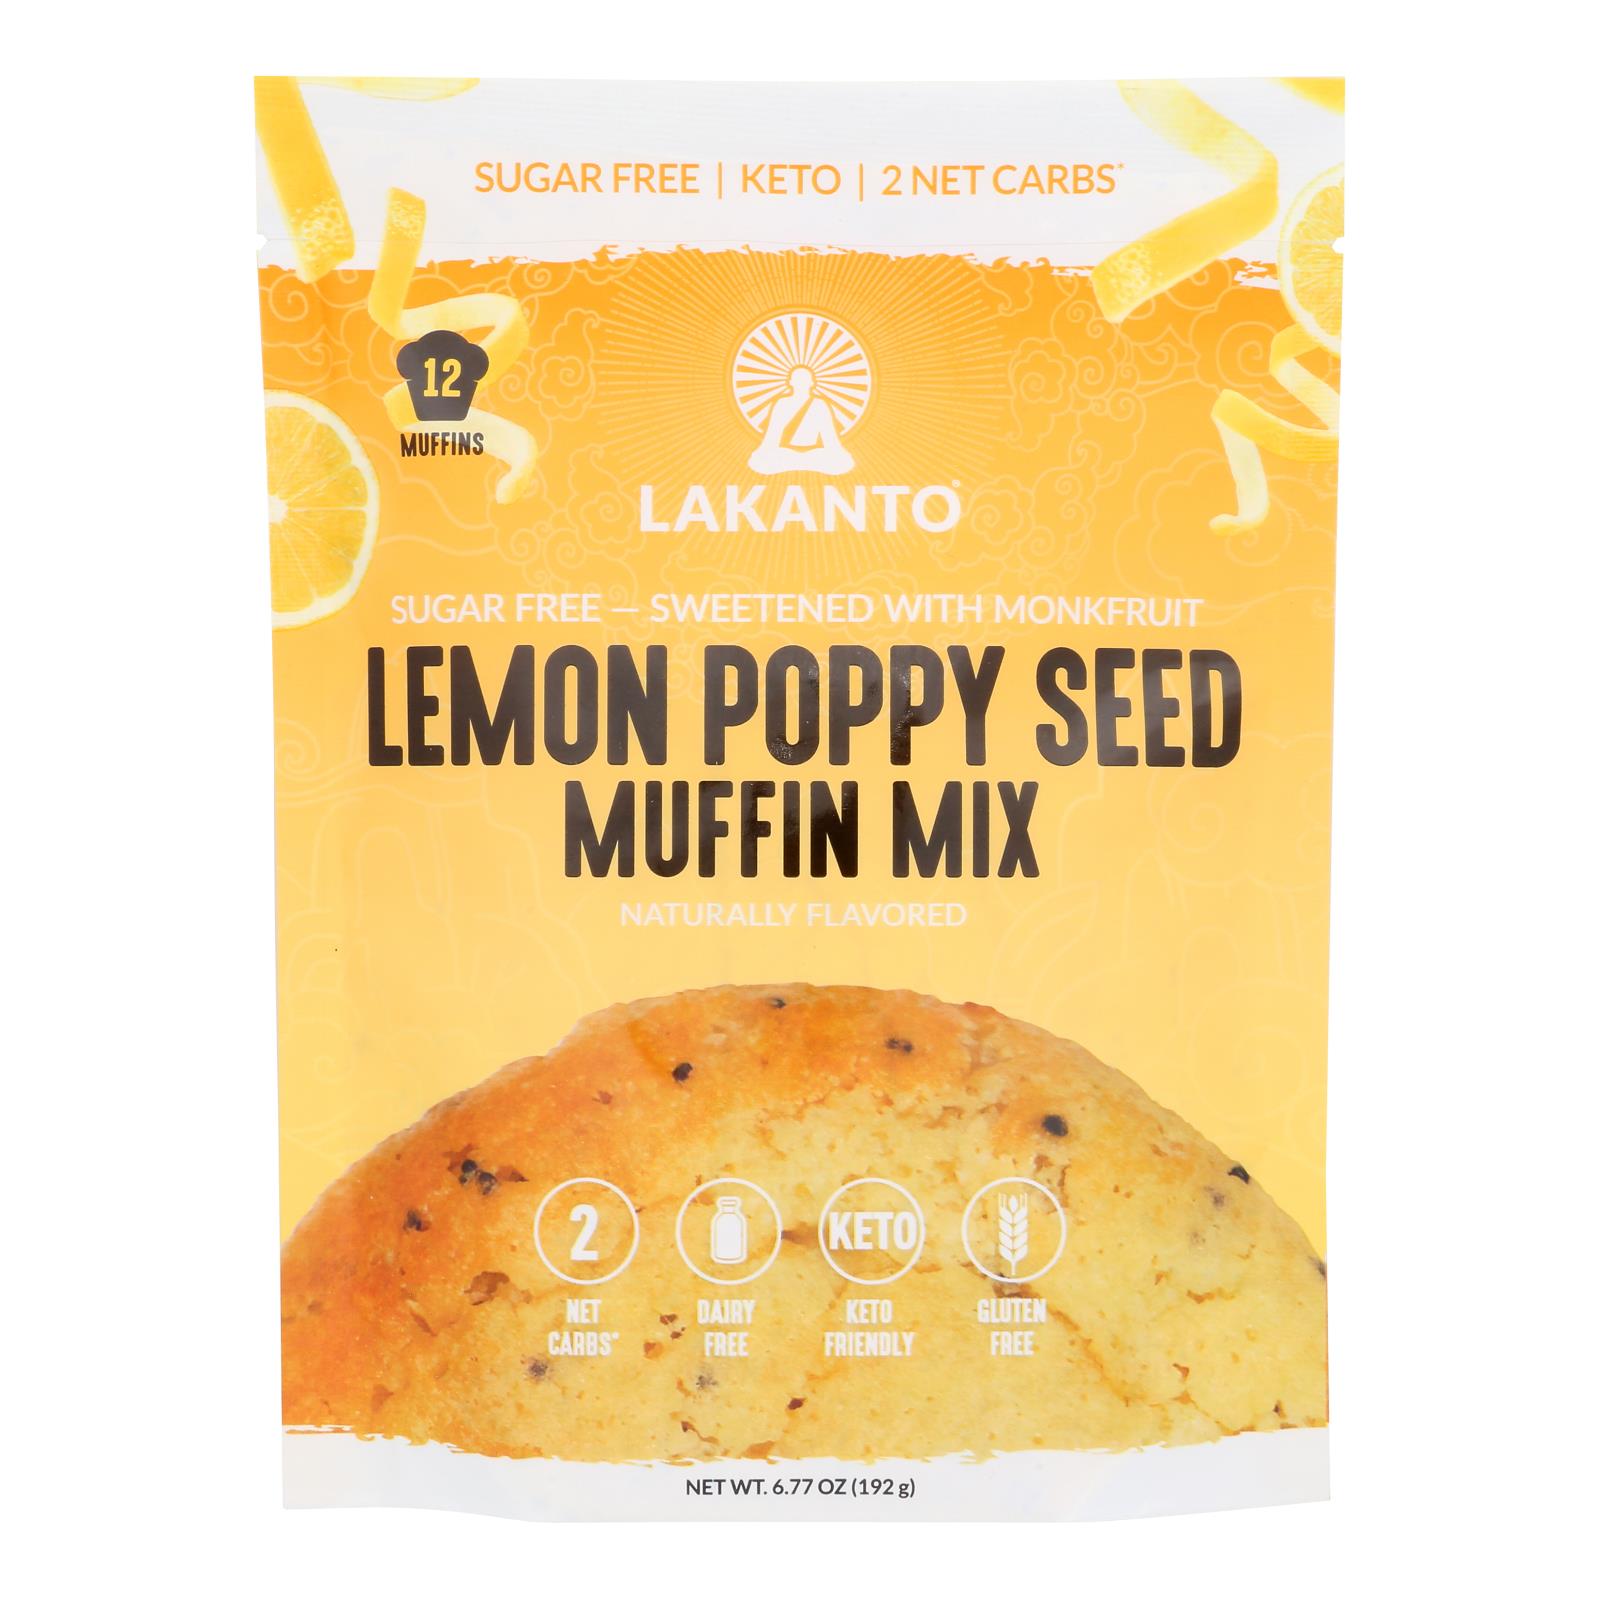 SUGAR FREE | KETO | 2 NET CARBS*
12
MUFFINS
LAKANTO®
SUGAR FREE — SWEETENED WITH MONKFRUIT
LEMON POPPY SEED
MUFFIN MIX
NATURALLY FLAVORED
2
NET
CARBS*
DAIRY
FREE
KETO
KETO
FRIENDLY
GLUTEN
FREE
NET WT. 6.77 OZ (192 g)